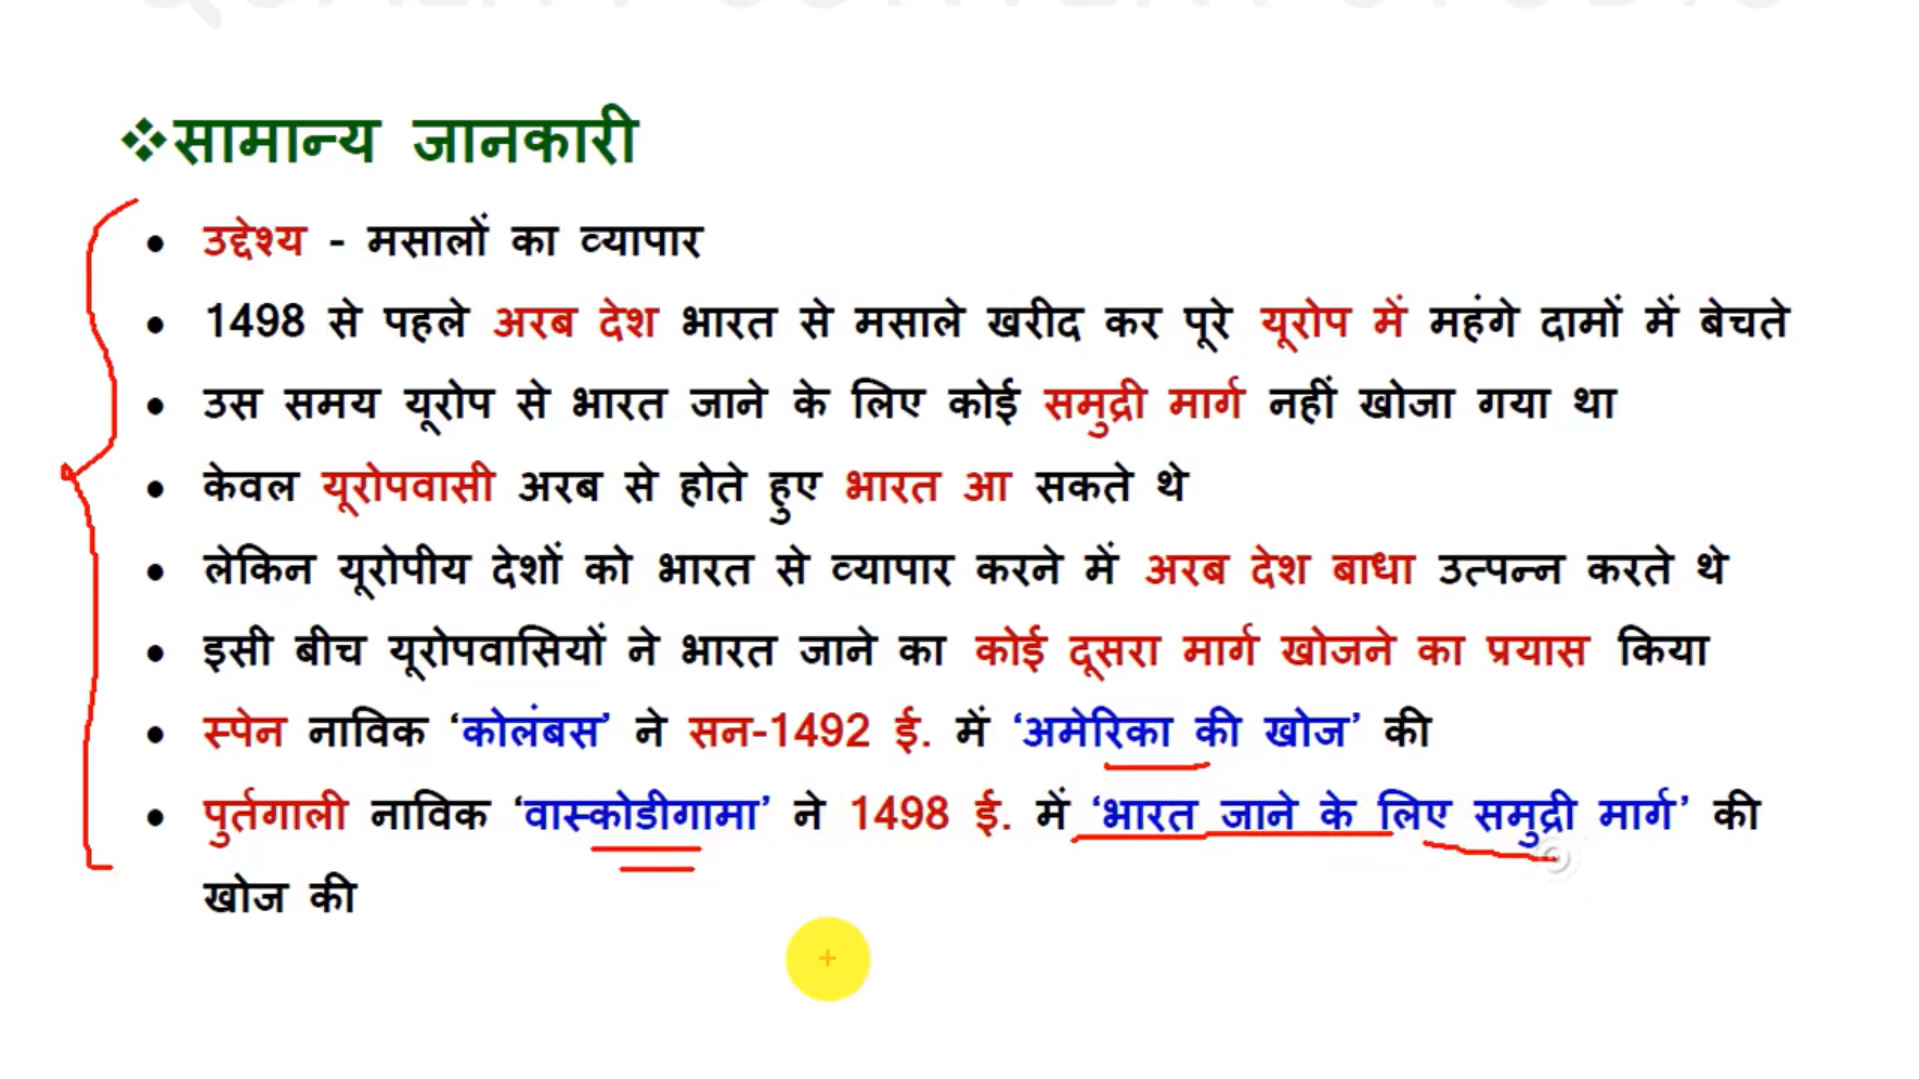 ❖सामान्य जानकारी
• उद्देश्य - मसालों का व्यापार
• 1498 से पहले अरब देश भारत से मसाले खरीद कर पूरे यूरोप में महंगे दामों में बेचते
• उस समय यूरोप से भारत जाने के लिए कोई समुद्री मार्ग नहीं खोजा गया था
• केवल यूरोपवासी अरब से होते हुए भारत आ सकते थे
• लेकिन यूरोपीय देशों को भारत से व्यापार करने में अरब देश बाधा उत्पन्न करते थे
• इसी बीच यूरोपवासियों ने भारत जाने का कोई दूसरा मार्ग खोजने का प्रयास किया
• स्पेन नाविक ‘कोलंबस’ ने सन-1492 ई. में ‘अमेरिका की खोज’ की
• पुर्तगाली नाविक ‘वास्कोडीगामा’ ने 1498 ई. में ‘भारत जाने के लिए समुद्री मार्ग’ की
खोज की